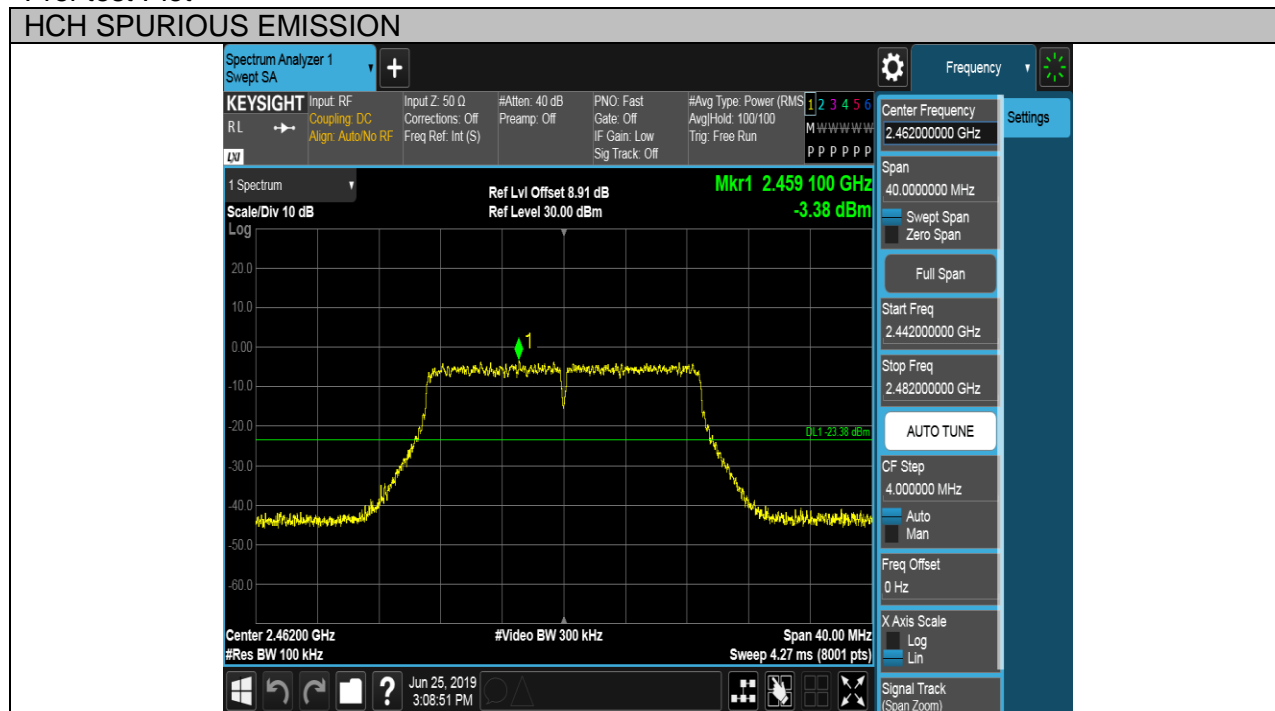 HCH SPURIOUS EMISSION
Spectrum Analyzer 1
Swept SA
+
Frequency
KEYSIGHT
RL
LXI
Input: RF
Coupling: DC
Align: Auto/No RF
Input Z: 50 Ω
Corrections: Off
Freq Ref: Int (S)
#Atten: 40 dB
Preamp: Off
PNO: Fast
Gate: Off
IF Gain: Low
Sig Track: Off
#Avg Type: Power (RMS
Avg|Hold: 100/100
Trig: Free Run
1 2 3 4 5 6
M W W W W W
P P P P P P
1 Spectrum
Scale/Div 10 dB
Ref Lvl Offset 8.91 dB
Ref Level 30.00 dBm
Mkr1 2.459 100 GHz
-3.38 dBm
Log
20.0
10.0
0.00
-10.0
-20.0
-30.0
-40.0
-50.0
-60.0
1
DL1 -23.38 dBm
Center 2.46200 GHz
#Video BW 300 kHz
Span 40.00 MHz
#Res BW 100 kHz
Sweep 4.27 ms (8001 pts)
?
Jun 25, 2019
3:08:51 PM
Center Frequency
2.462000000 GHz
Settings
Span
40.0000000 MHz
Swept Span
Zero Span
Full Span
Start Freq
2.442000000 GHz
Stop Freq
2.482000000 GHz
AUTO TUNE
CF Step
4.000000 MHz
Auto
Man
Freq Offset
0 Hz
X Axis Scale
Log
Lin
Signal Track
(Span Zoom)